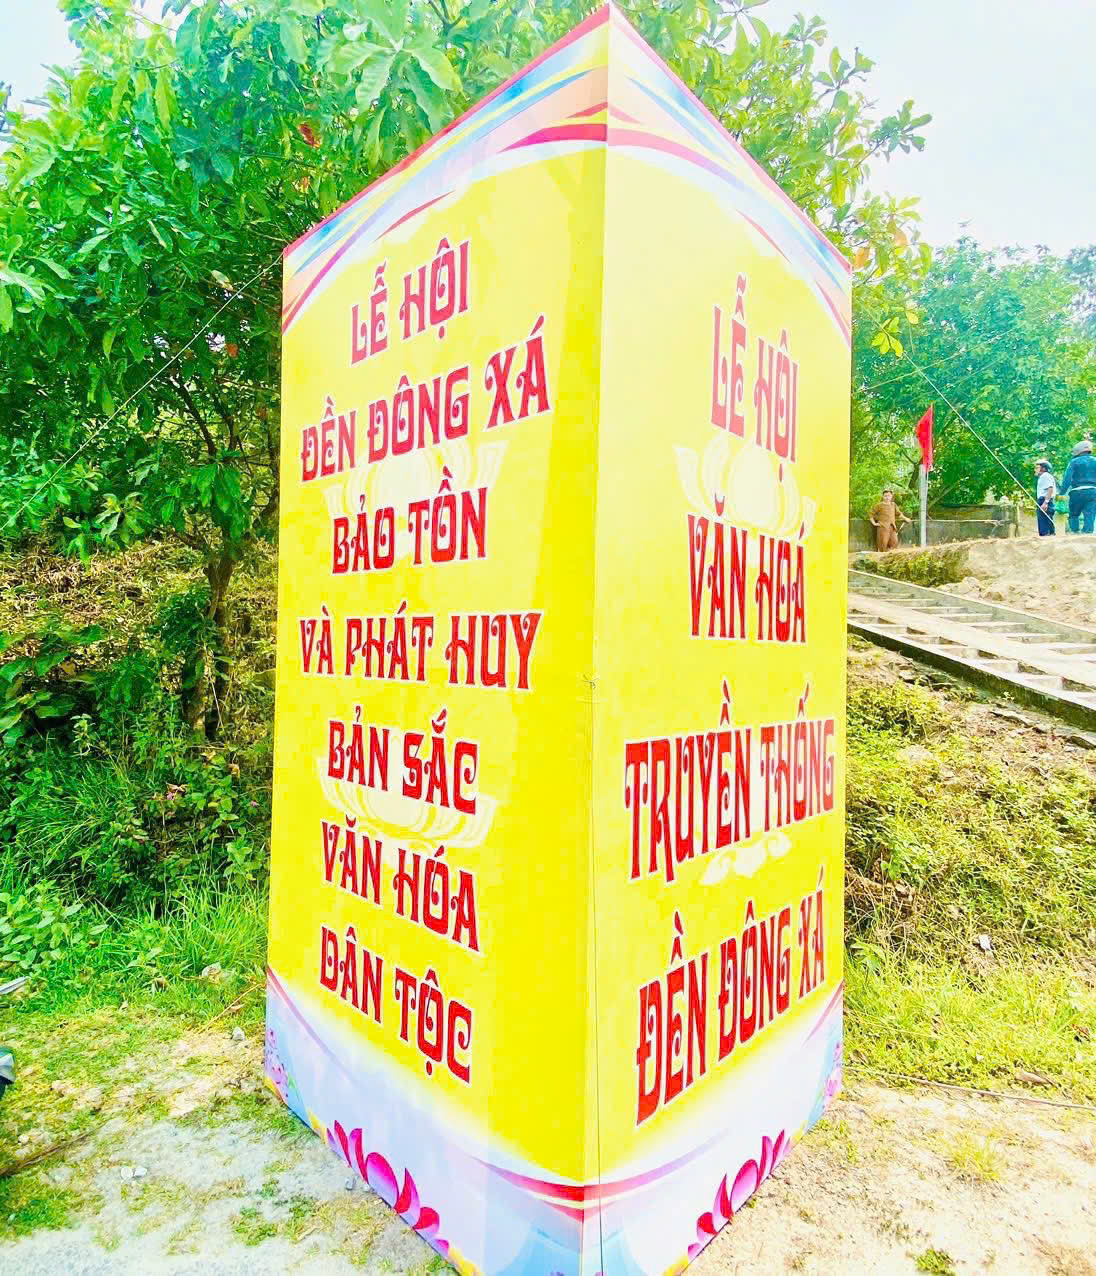 LỄ HỘI
ĐỀN ĐÔNG XÁ
BẢO TỒN
VÀ PHÁT HUY
BẢN SẮC
VĂN HÓA
DÂN TỘC
LỄ HỘI
VĂN HOÁ
TRUYỀN THỐNG
ĐỀN ĐÔNG XÁ